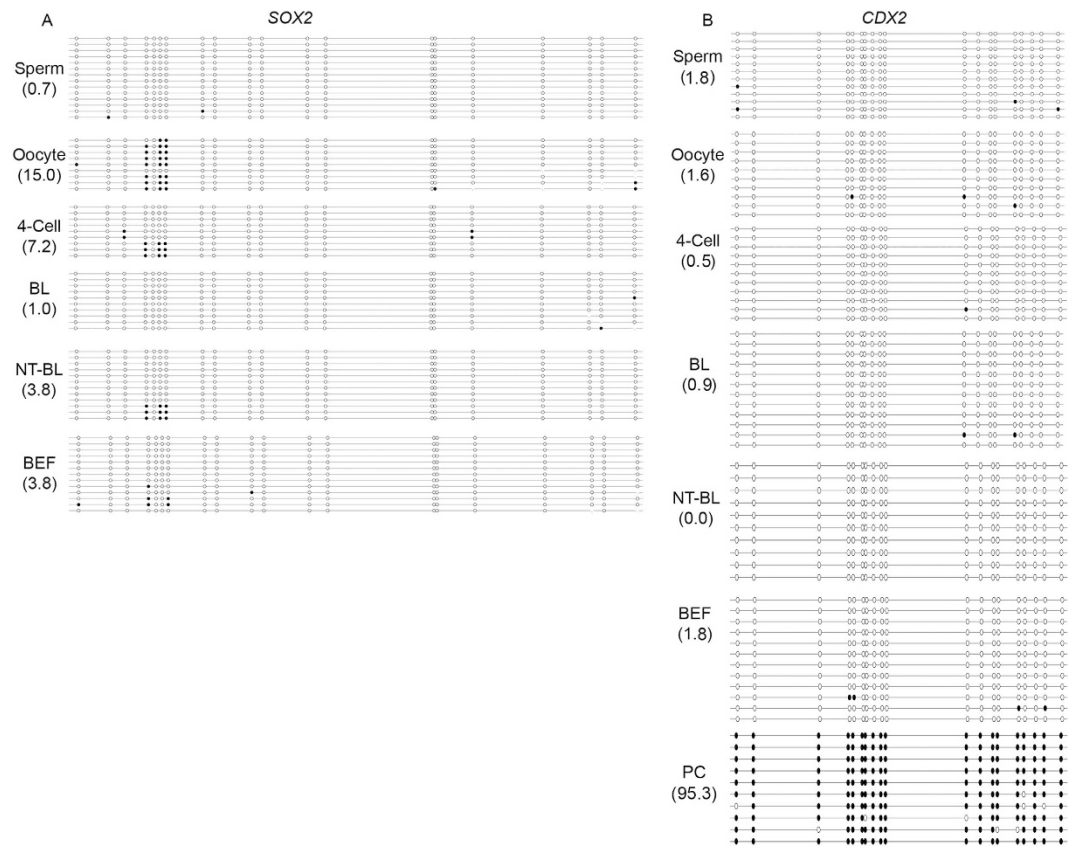 A
SOX2
Sperm
(0.7)
Oocyte
(15.0)
4-Cell
(7.2)
BL
(1.0)
NT-BL
(3.8)
BEF
(3.8)
B
CDX2
Sperm
(1.8)
Oocyte
(1.6)
4-Cell
(0.5)
BL
(0.9)
NT-BL
(0.0)
BEF
(1.8)
PC
(95.3)